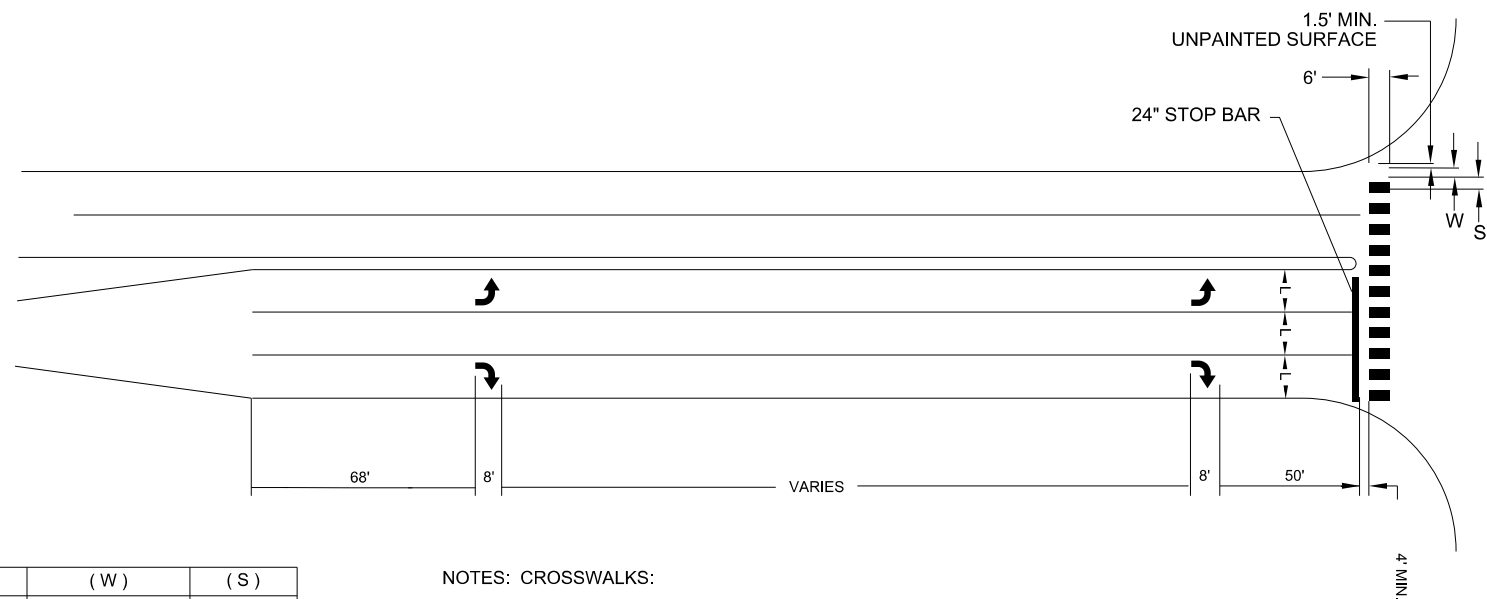 1.5' MIN.
UNPAINTED SURFACE
6'
24" STOP BAR
W
S
L
L
L
68'
8'
VARIES
8'
50'
4' MIN.
( W )
( S )
NOTES: CROSSWALKS: